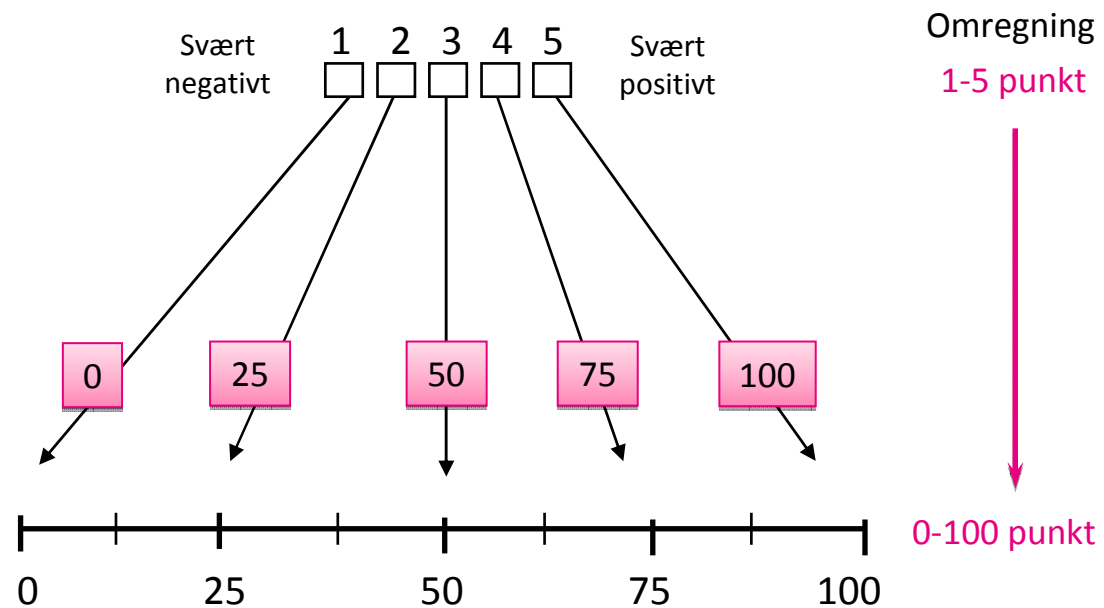 Omregning
Svært negativt
1 2 3 4 5
Svært positivt
1-5 punkt
0 25 50 75 100
0-100 punkt
0 25 50 75 100